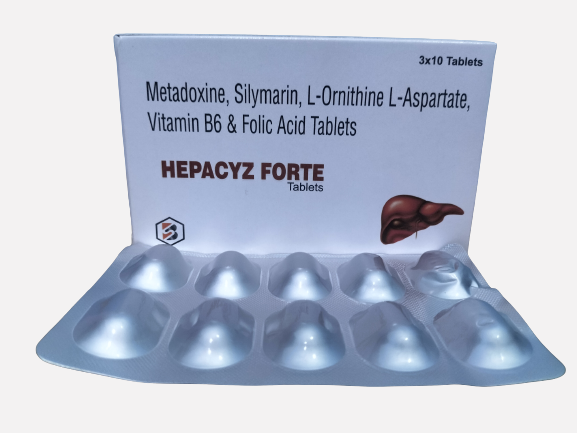 3x10 Tablets
Metadoxine, Silymarin, L-Ornithine L-Aspartate,
Vitamin B6 & Folic Acid Tablets
HEPACYZ FORTE
Tablets